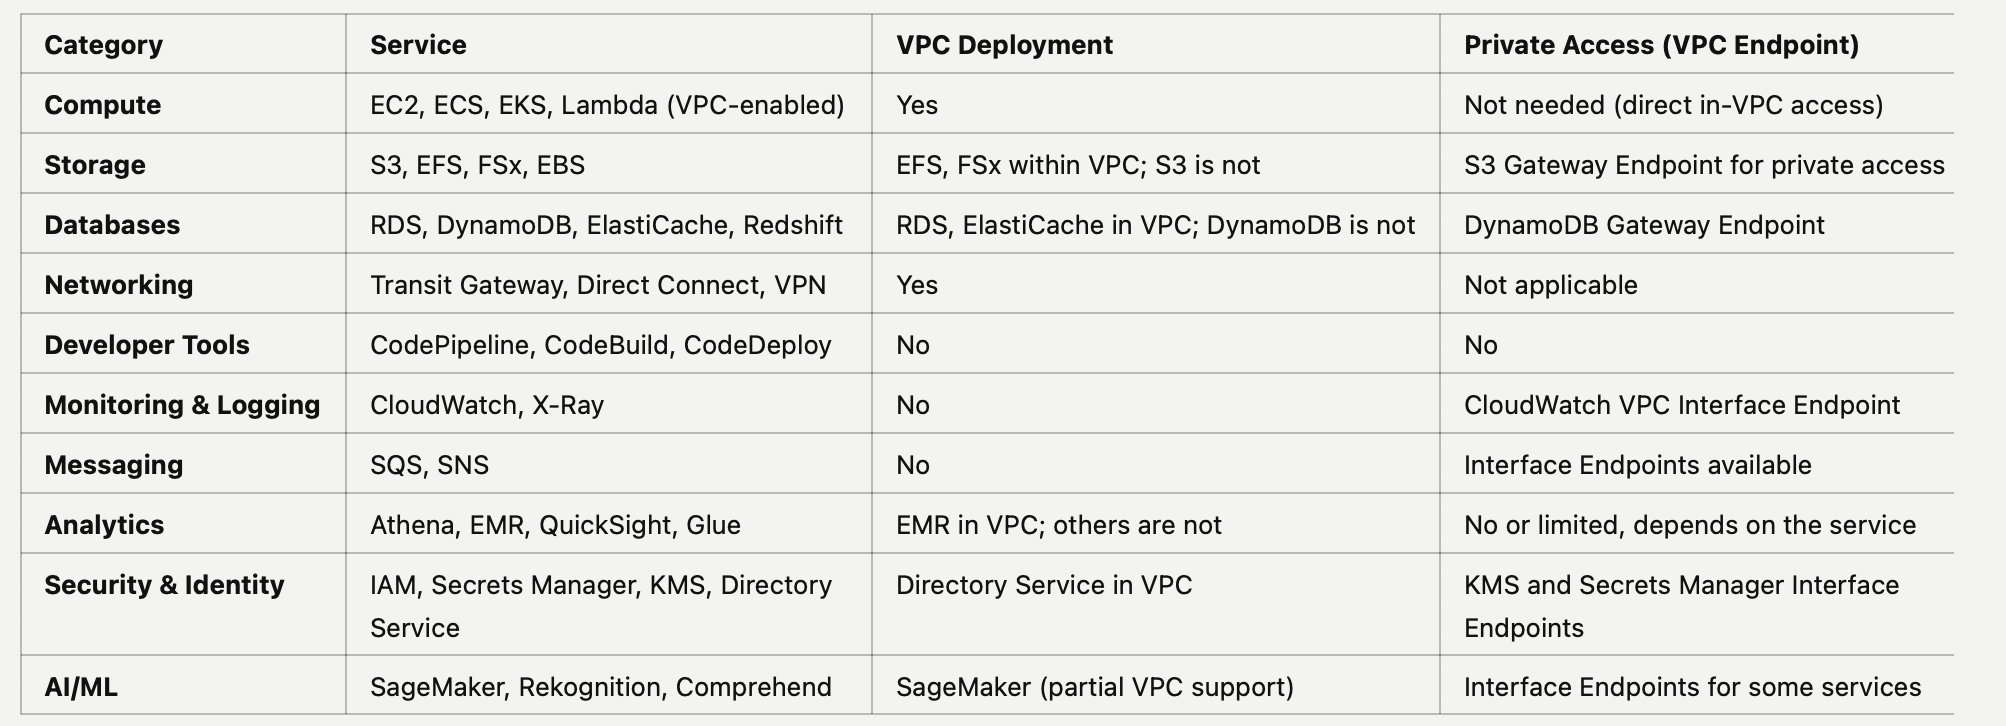 Category Service VPC Deployment Private Access (VPC Endpoint)
Compute EC2, ECS, EKS, Lambda (VPC-enabled) Yes Not needed (direct in-VPC access)
Storage S3, EFS, FSx, EBS EFS, FSx within VPC; S3 is not S3 Gateway Endpoint for private access
Databases RDS, DynamoDB, ElastiCache, Redshift RDS, ElastiCache in VPC; DynamoDB is not DynamoDB Gateway Endpoint
Networking Transit Gateway, Direct Connect, VPN Yes Not applicable
Developer Tools CodePipeline, CodeBuild, CodeDeploy No No
Monitoring & Logging CloudWatch, X-Ray No CloudWatch VPC Interface Endpoint
Messaging SQS, SNS No Interface Endpoints available
Analytics Athena, EMR, QuickSight, Glue EMR in VPC; others are not No or limited, depends on the service
Security & Identity IAM, Secrets Manager, KMS, Directory Directory Service in VPC KMS and Secrets Manager Interface
Service Endpoints
AI/ML SageMaker, Rekognition, Comprehend SageMaker (partial VPC support) Interface Endpoints for some services